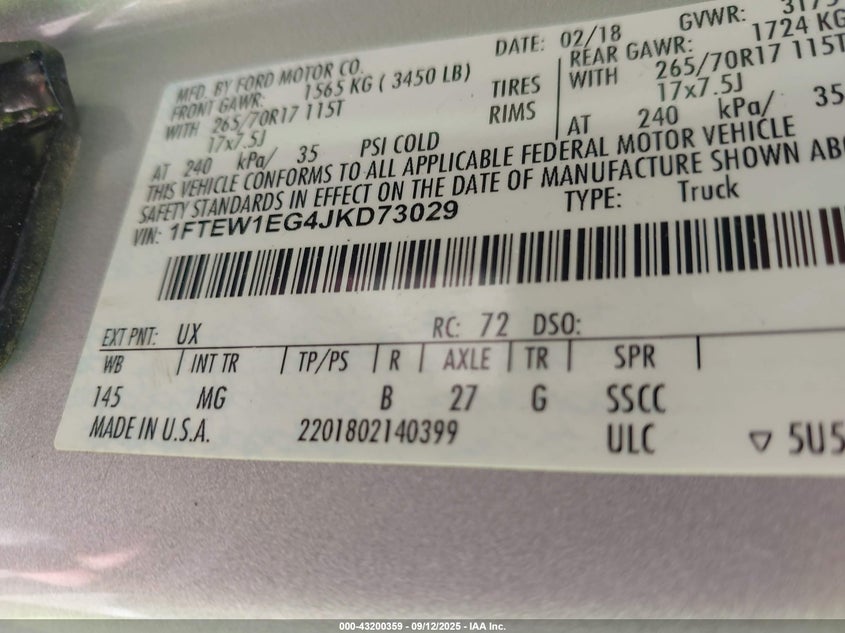 MFD. BY FORD MOTOR CO.
DATE: 02/18
GVWR:
FRONT GAWR: 1565 KG ( 3450 LB)
REAR GAWR: 1724 KG
WITH 265/70R17 115T TIRES
WITH 265/70R17 115T
17x7.5J RIMS
17x7.5J
AT 240 kPa/ 35 PSI COLD
AT 240 kPa/ 35
THIS VEHICLE CONFORMS TO ALL APPLICABLE FEDERAL MOTOR VEHICLE
SAFETY STANDARDS IN EFFECT ON THE DATE OF MANUFACTURE SHOWN
VIN: 1FTEW1EG4JKD73029
TYPE: Truck
EXT PNT: UX RC: 72 DSO:
WB | INT TR | TP/PS | R | AXLE | TR | SPR |
145 MG B 27 G SSCC
MADE IN U.S.A. 2201802140399 ULC ▽ 5U5
000-43200359 - 09/12/2025 - IAA Inc.